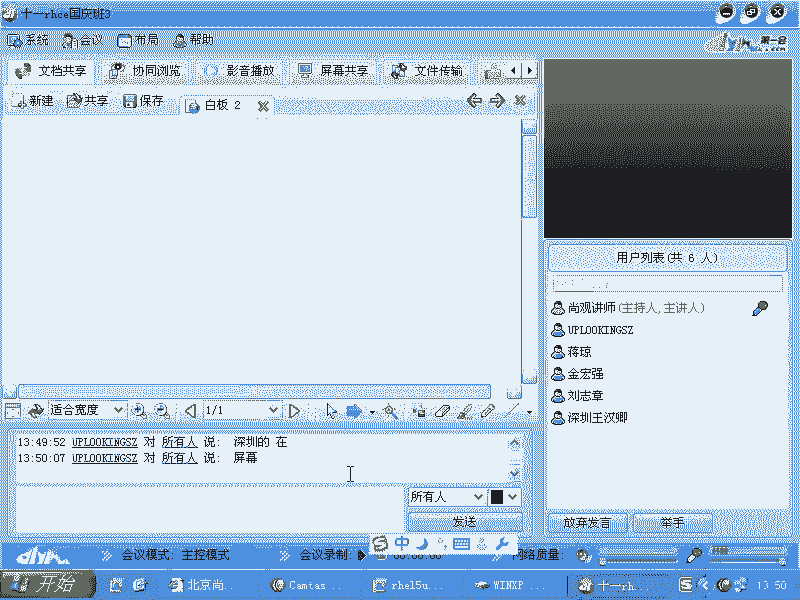 十一rhce国庆班3
系统 会议 布局 帮助
文档共享 协同浏览 影音播放 屏幕共享 文件传输
新建 共享 保存 白板 2
用户列表(共 6 人)
尚观讲师(主持人,主讲人)
UPLOOKINGSZ
蒋琼
金宏强
刘志章
深圳王汉卿
适合宽度 1/1
13:49:52 UPLOOKINGSZ 对 所有人 说: 深圳的 在
13:50:07 UPLOOKINGSZ 对 所有人 说: 屏幕
所有人
发送
放弃发言 举手
会议模式: 主控模式 会议录制: 网络质量:
中
开始 北京尚.. Camtas... rhel5u... WINXP ... 十一rh... 13:50